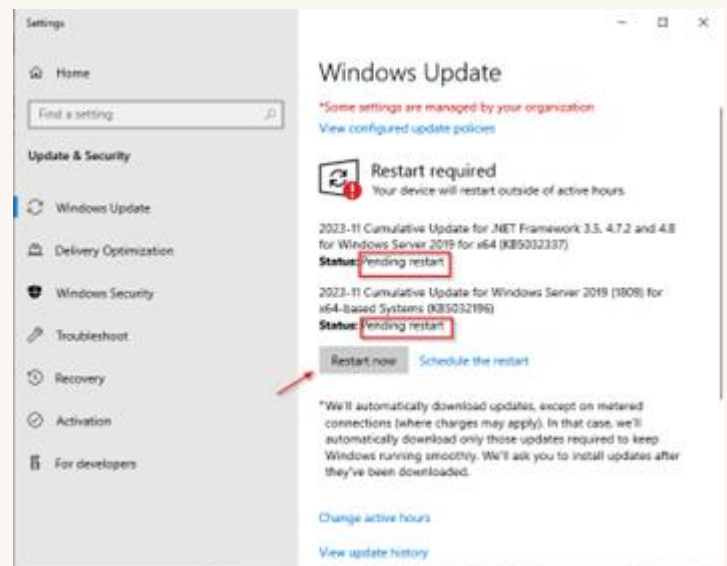 Settings
Home
Find a setting
Update & Security
Windows Update
Delivery Optimization
Windows Security
Troubleshoot
Recovery
Activation
For developers
Windows Update
*Some settings are managed by your organization
View configured update policies
Restart required
Your device will restart outside of active hours.
2023-11 Cumulative Update for .NET Framework 3.5, 4.7.2 and 4.8
for Windows Server 2019 for x64 (KB5032337)
Status: Pending restart
2023-11 Cumulative Update for Windows Server 2019 (1809) for
x64-based Systems (KB5032196)
Status: Pending restart
Restart now Schedule the restart
*We'll automatically download updates, except on metered
connections (where charges may apply). In that case, we'll
automatically download only those updates required to keep
Windows running smoothly. We'll ask you to install updates after
they've been downloaded.
Change active hours
View update history